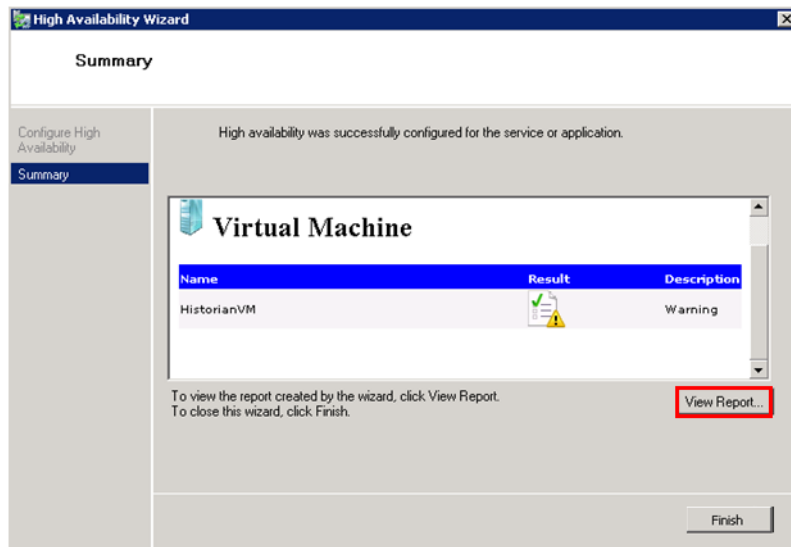 High Availability Wizard
Summary
Configure High
Availability
Summary
High availability was successfully configured for the service or application.
Virtual Machine
Name Result Description
HistorianVM Warning
To view the report created by the wizard, click View Report.
To close this wizard, click Finish.
View Report...
Finish